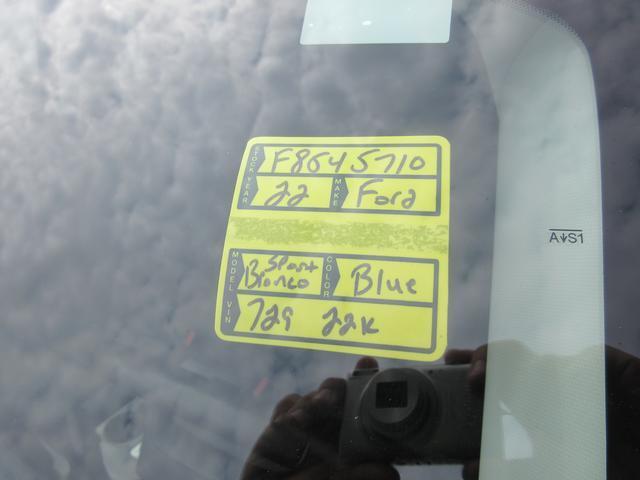 STOCK F8645710
YEAR 22 MAKE Ford
MODEL Sport Bronco COLOR Blue
VIN 729 22K
A↓S1